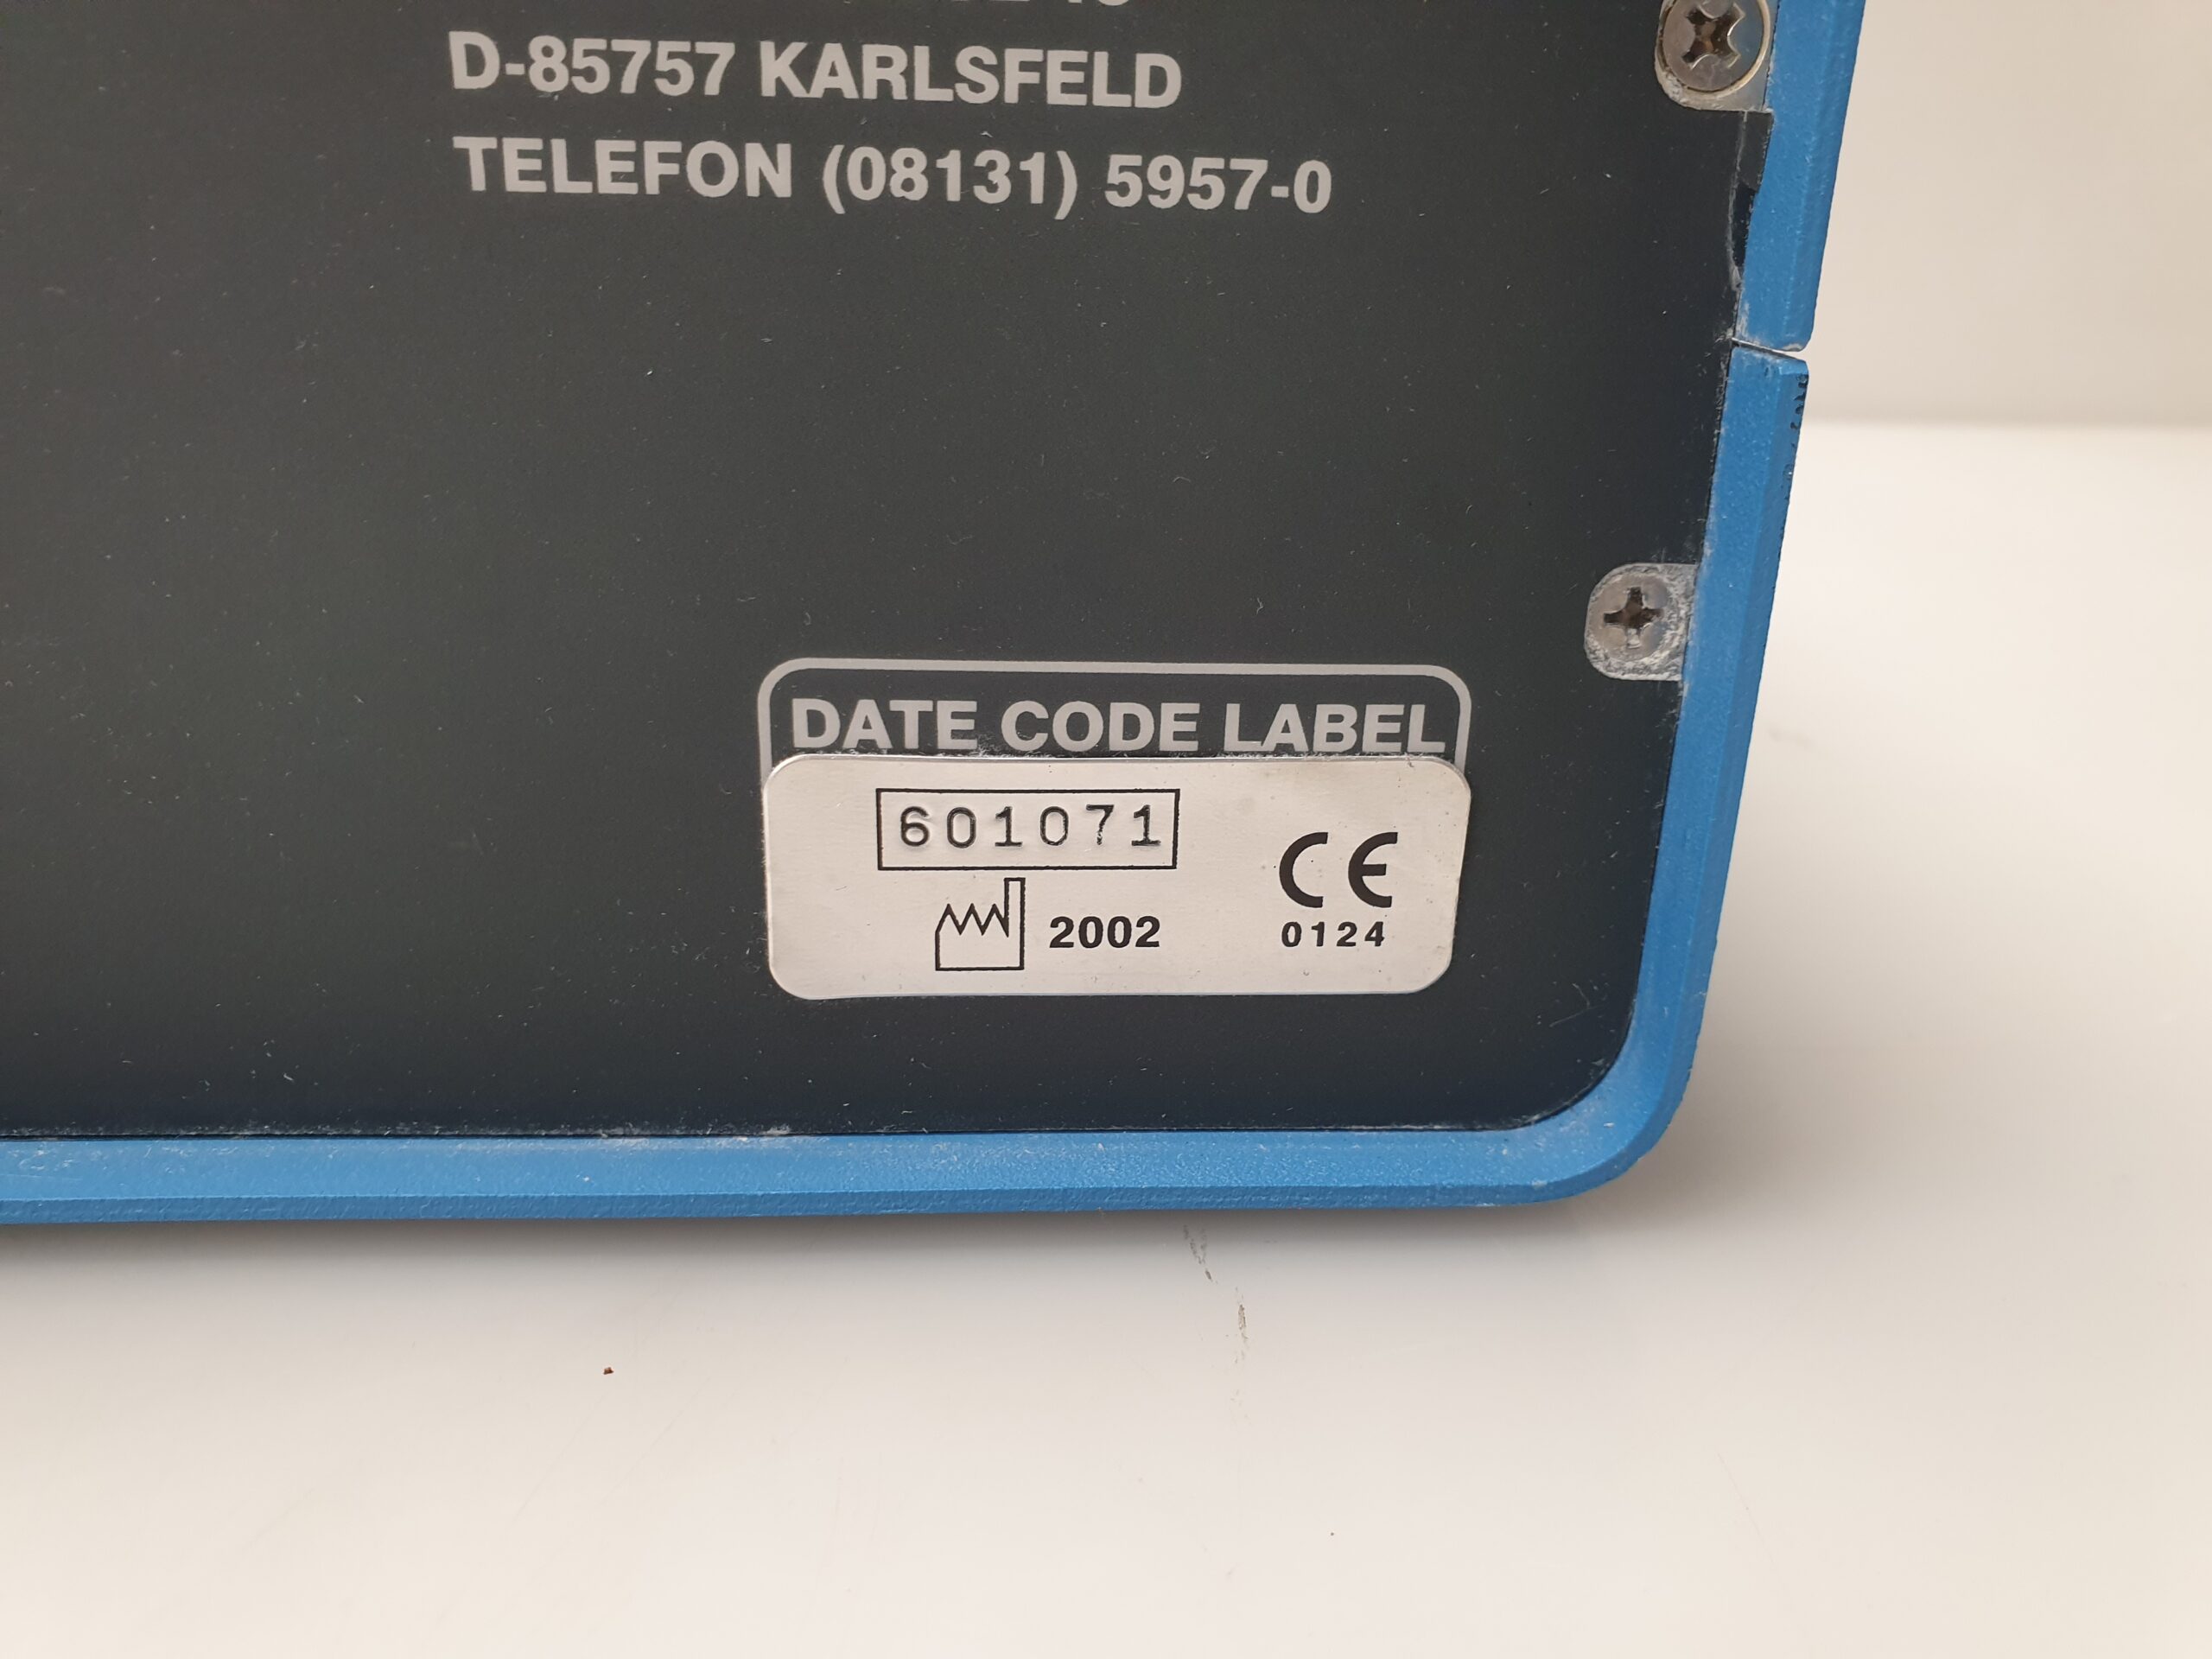 D-85757 KARLSFELD
TELEFON (08131) 5957-0
DATE CODE LABEL
601071
2002
CE
0124